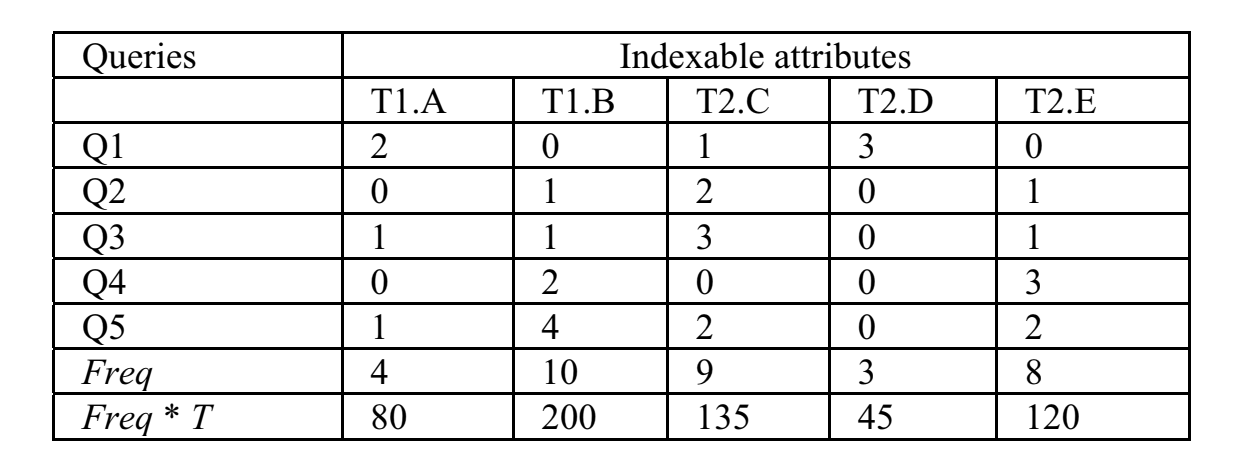 Queries Indexable attributes
T1.A T1.B T2.C T2.D T2.E
Q1 2 0 1 3 0
Q2 0 1 2 0 1
Q3 1 1 3 0 1
Q4 0 2 0 0 3
Q5 1 4 2 0 2
Freq 4 10 9 3 8
Freq * T 80 200 135 45 120